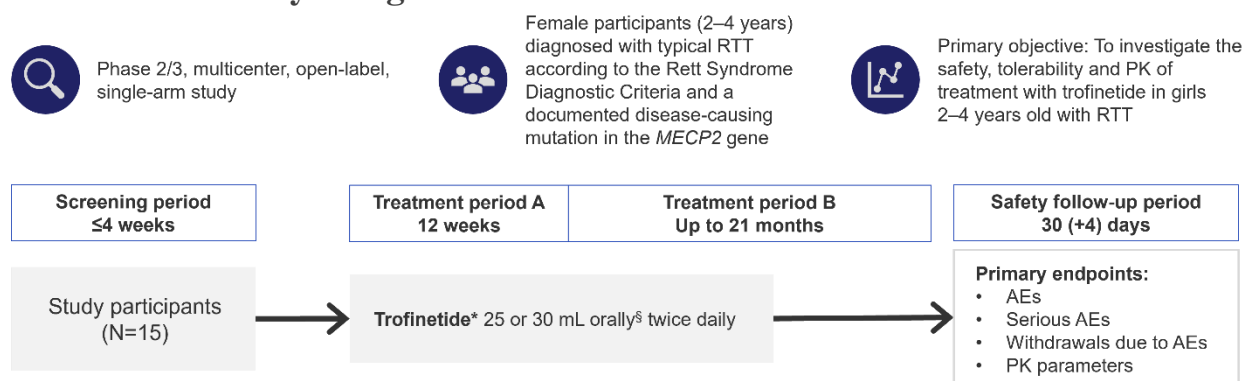 Phase 2/3, multicenter, open-label,
single-arm study
Female participants (2–4 years)
diagnosed with typical RTT
according to the Rett Syndrome
Diagnostic Criteria and a
documented disease-causing
mutation in the MECP2 gene
Primary objective: To investigate the
safety, tolerability and PK of
treatment with trofinetide in girls
2–4 years old with RTT
Screening period
≤4 weeks
Treatment period A
12 weeks
Treatment period B
Up to 21 months
Safety follow-up period
30 (+4) days
Study participants
(N=15)
Trofinetide* 25 or 30 mL orally§ twice daily
Primary endpoints:
• AEs
• Serious AEs
• Withdrawals due to AEs
• PK parameters